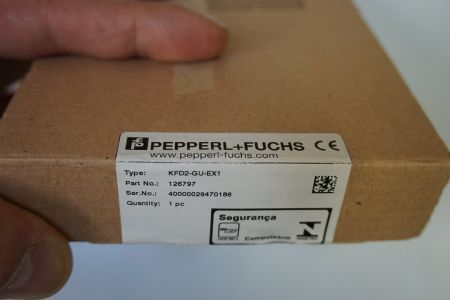 PEPPERL+FUCHS CE
www.pepperl-fuchs.com
Type: KFD2-GU-EX1
Part No.: 126797
Ser.No.: 40000029470186
Quantity: 1 pc
Segurança
Compulsório